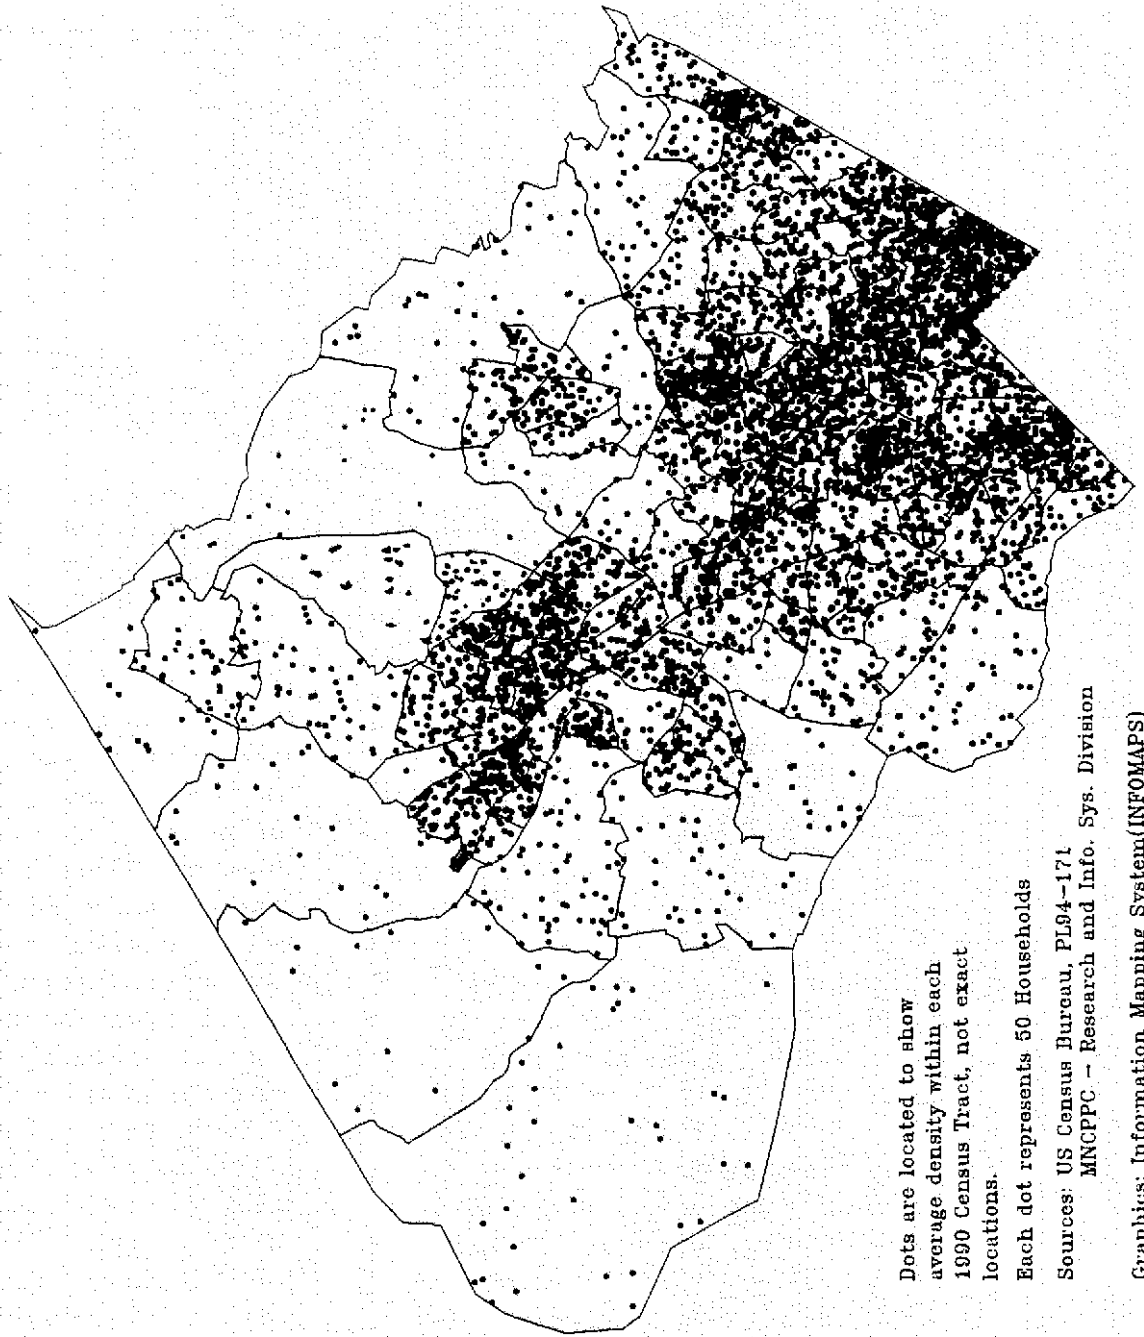 Dots are located to show
average density within each
1990 Census Tract, not exact
locations.
Each dot represents 50 Households
Sources: US Census Bureau, PL94-171
MNCPPC - Research and Info. Sys. Division
Graphics: Information Mapping System(INFOMAPS)